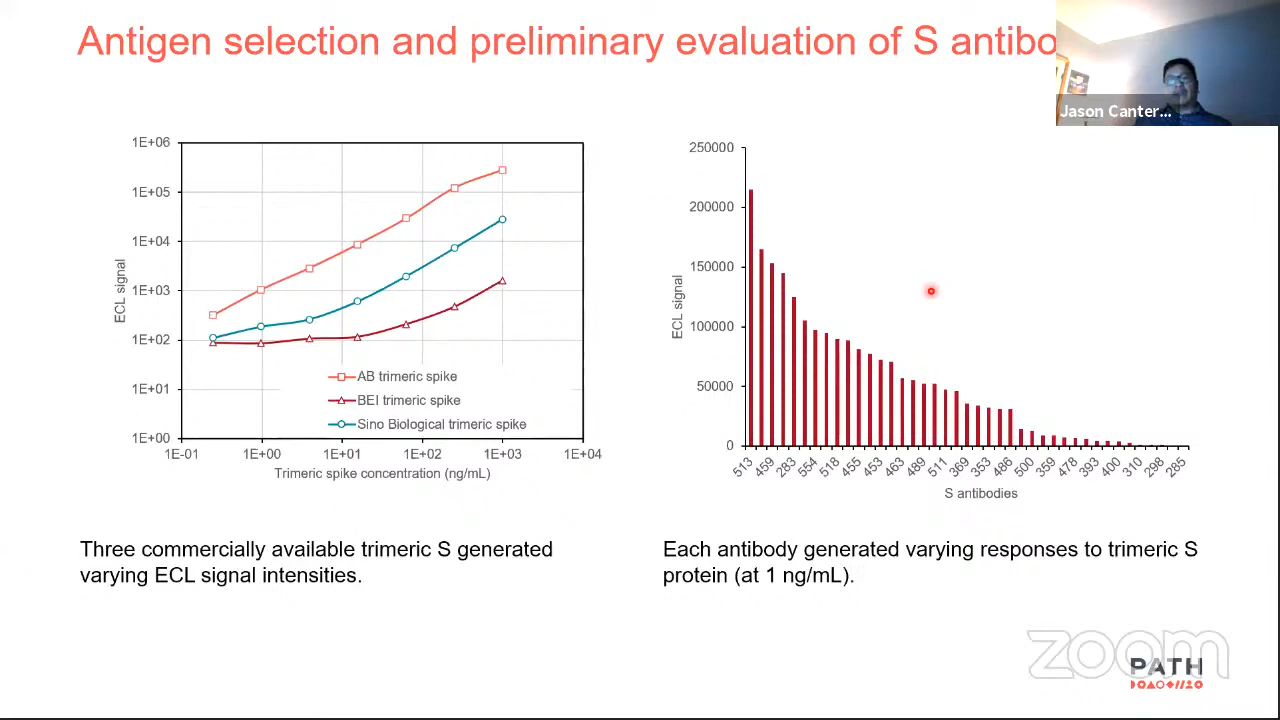 Antigen selection and preliminary evaluation of S antibo
Jason Canter...
1E+06
1E+05
1E+04
1E+03
1E+02
1E+01
1E+00
ECL signal
1E-01 1E+00 1E+01 1E+02 1E+03 1E+04
Trimeric spike concentration (ng/mL)
AB trimeric spike
BEI trimeric spike
Sino Biological trimeric spike
250000
200000
150000
100000
50000
0
ECL signal
513 459 283 554 518 455 453 463 489 511 369 353 486 500 359 478 393 400 310 298 285
S antibodies
Three commercially available trimeric S generated
varying ECL signal intensities.
Each antibody generated varying responses to trimeric S
protein (at 1 ng/mL).
zoom
PATH